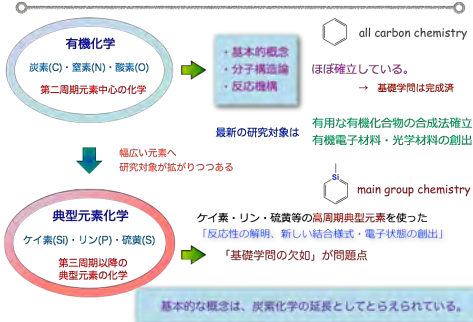 有機化学
炭素(C)・窒素(N)・酸素(O)
第二周期元素中心の化学
・基本的概念
・分子構造論
・反応機構
all carbon chemistry
ほぼ確立している。
→ 基礎学問は完成済
最新の研究対象は
有用な有機化合物の合成法確立
有機電子材料・光学材料の創出
幅広い元素へ
研究対象が拡がりつつある
Si
main group chemistry
典型元素化学
ケイ素(Si)・リン(P)・硫黄(S)
第三周期以降の
典型元素の化学
ケイ素・リン・硫黄等の高周期典型元素を使った
「反応性の解明、新しい結合様式・電子状態の創出」
「基礎学問の欠如」が問題点
基本的な概念は、炭素化学の延長としてとらえられている。